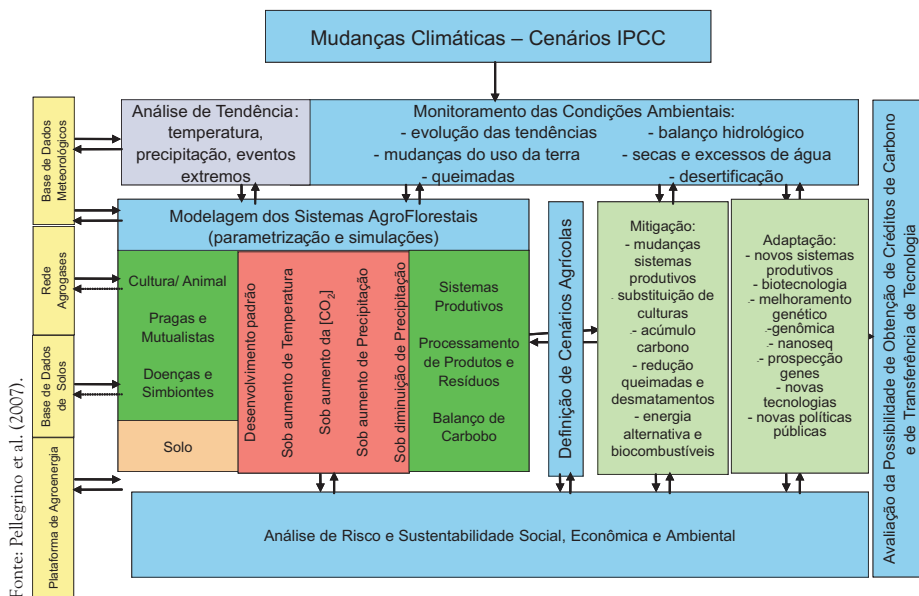 Mudanças Climáticas – Cenários IPCC
Análise de Tendência:
temperatura,
precipitação, eventos
extremos
Monitoramento das Condições Ambientais:
- evolução das tendências
- mudanças do uso da terra
- queimadas
- balanço hidrológico
- secas e excessos de água
- desertificação
Base de Dados
Meteorológicos
Rede
Agrogases
Base de Dados
de Solos
Plataforma de Agroenergia
Modelagem dos Sistemas AgroFlorestais
(parametrização e simulações)
Cultura/ Animal
Pragas e
Mutualistas
Doenças e
Simbiontes
Solo
Desenvolvimento padrão
Sob aumento de Temperatura
Sob aumento da [CO2]
Sob aumento de Precipitação
Sob diminuição de Precipitação
Sistemas
Produtivos
Processamento
de Produtos e
Resíduos
Balanço de
Carbobo
Definição de Cenários Agrícolas
Mitigação:
- mudanças
sistemas
produtivos
. substituição de
culturas
- acúmulo
carbono
- redução
queimadas e
desmatamentos
- energia
alternativa e
biocombustíveis
Adaptação:
- novos sistemas
produtivos
- biotecnologia
- melhoramento
genético
.-genômica
.- nanoseq
.- prospecção
genes
- novas
tecnologias
- novas políticas
públicas
Avaliação da Possibilidade de Obtenção de Créditos de Carbono
e de Transferência de Tecnologia
Análise de Risco e Sustentabilidade Social, Econômica e Ambiental
Fonte: Pellegrino et al. (2007).